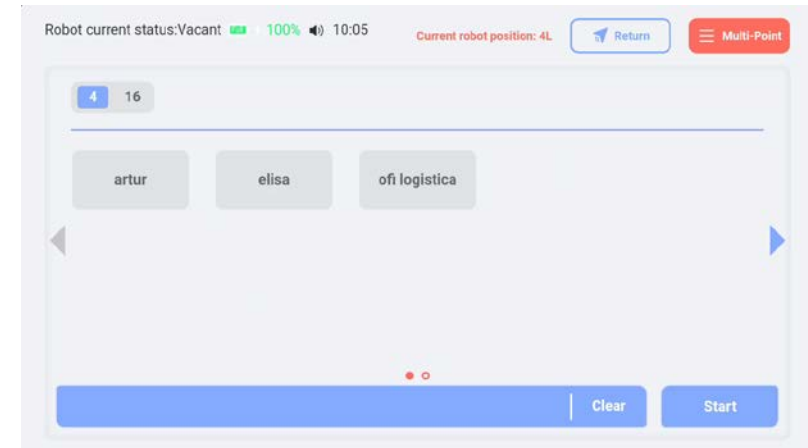 Robot current status:Vacant 100% 10:05 Current robot position: 4L Return Multi-Point
4 16
artur elisa ofi logistica
Clear Start